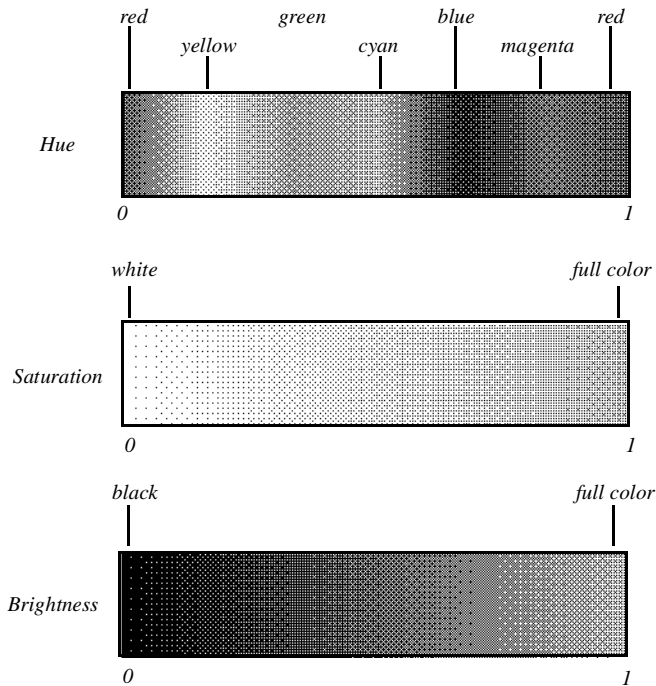 red green blue red
yellow cyan magenta
Hue
0 1
white full color
Saturation
0 1
black full color
Brightness
0 1